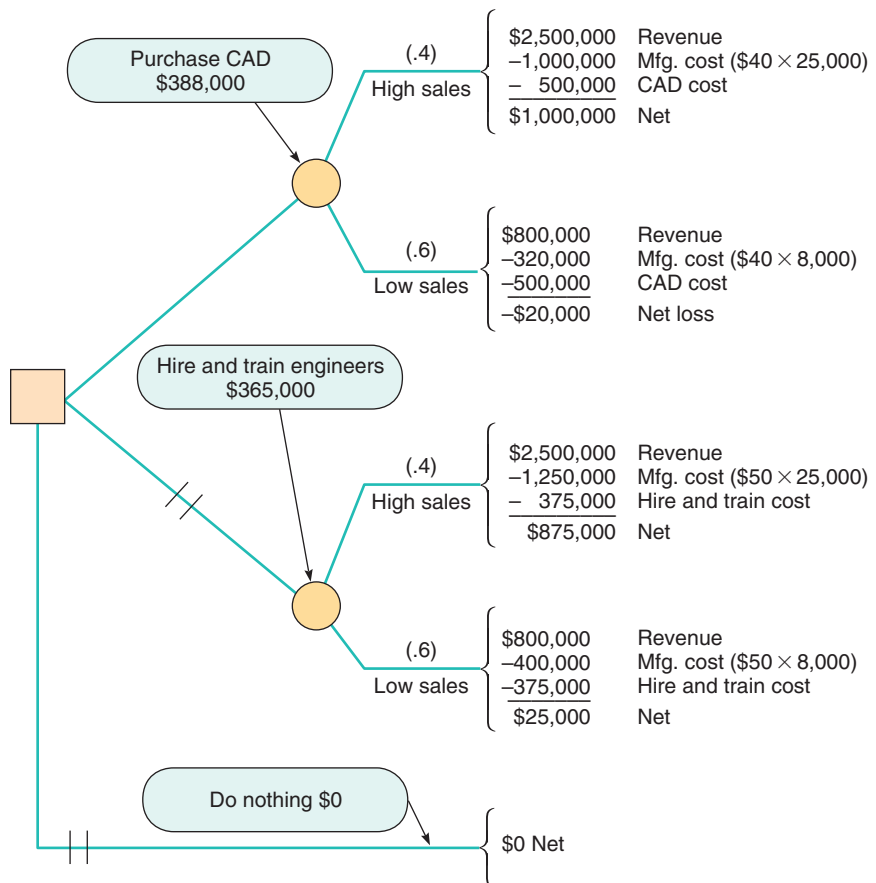 Purchase CAD
$388,000
(.4)
High sales
$2,500,000 Revenue
–1,000,000 Mfg. cost ($40 × 25,000)
– 500,000 CAD cost
$1,000,000 Net
(.6)
Low sales
$800,000 Revenue
–320,000 Mfg. cost ($40 × 8,000)
–500,000 CAD cost
–$20,000 Net loss
Hire and train engineers
$365,000
(.4)
High sales
$2,500,000 Revenue
–1,250,000 Mfg. cost ($50 × 25,000)
– 375,000 Hire and train cost
$875,000 Net
(.6)
Low sales
$800,000 Revenue
–400,000 Mfg. cost ($50 × 8,000)
–375,000 Hire and train cost
$25,000 Net
Do nothing $0
$0 Net